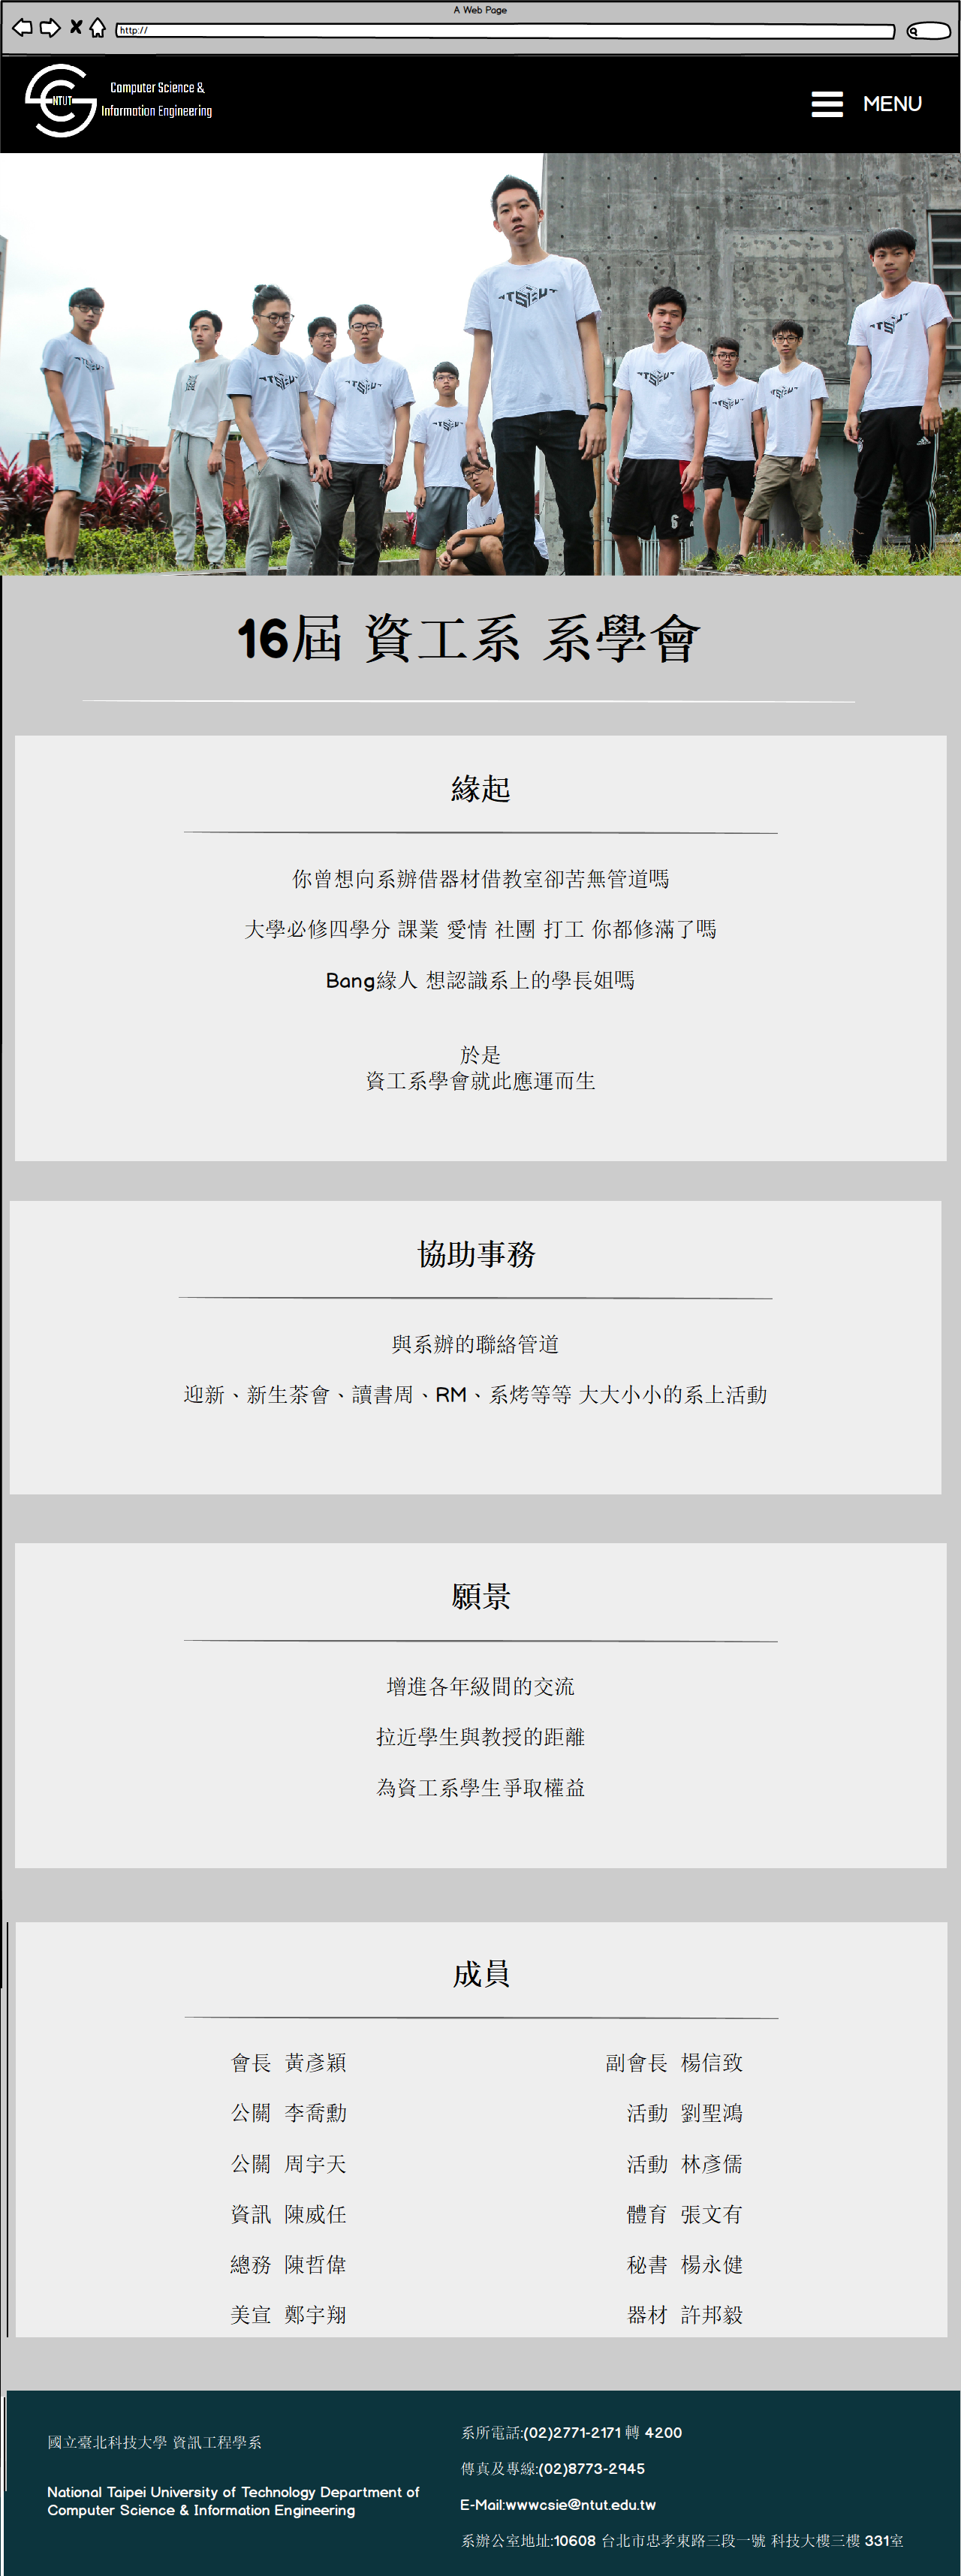 A Web Page
http://
NTUT
Computer Science &
Information Engineering
MENU
16屆 資工系 系學會
緣起
你曾想向系辦借器材借教室卻苦無管道嗎
大學必修四學分 課業 愛情 社團 打工 你都修滿了嗎
Bang緣人 想認識系上的學長姐嗎
於是
資工系學會就此應運而生
協助事務
與系辦的聯絡管道
迎新、新生茶會、讀書周、RM、系烤等等 大大小小的系上活動
願景
增進各年級間的交流
拉近學生與教授的距離
為資工系學生爭取權益
成員
會長 黃彥穎 副會長 楊信致
公關 李喬勳 活動 劉聖鴻
公關 周宇天 活動 林彥儒
資訊 陳威任 體育 張文有
總務 陳哲偉 秘書 楊永健
美宣 鄭宇翔 器材 許邦毅
國立臺北科技大學 資訊工程學系
National Taipei University of Technology Department of
Computer Science & Information Engineering
系所電話:(02)2771-2171 轉 4200
傳真及專線:(02)8773-2945
E-Mail:wwwcsie@ntut.edu.tw
系辦公室地址:10608 台北市忠孝東路三段一號 科技大樓三樓 331室